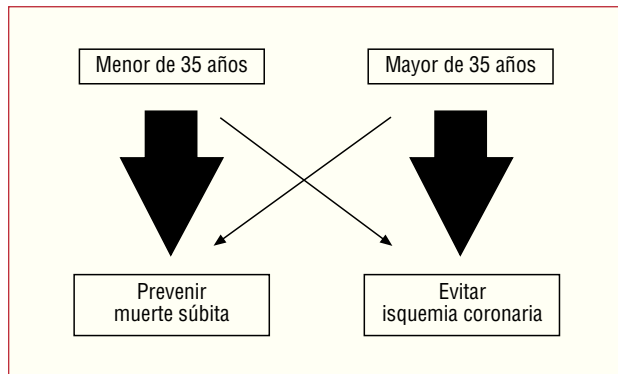 Menor de 35 años
Mayor de 35 años
Prevenir
muerte súbita
Evitar
isquemia coronaria